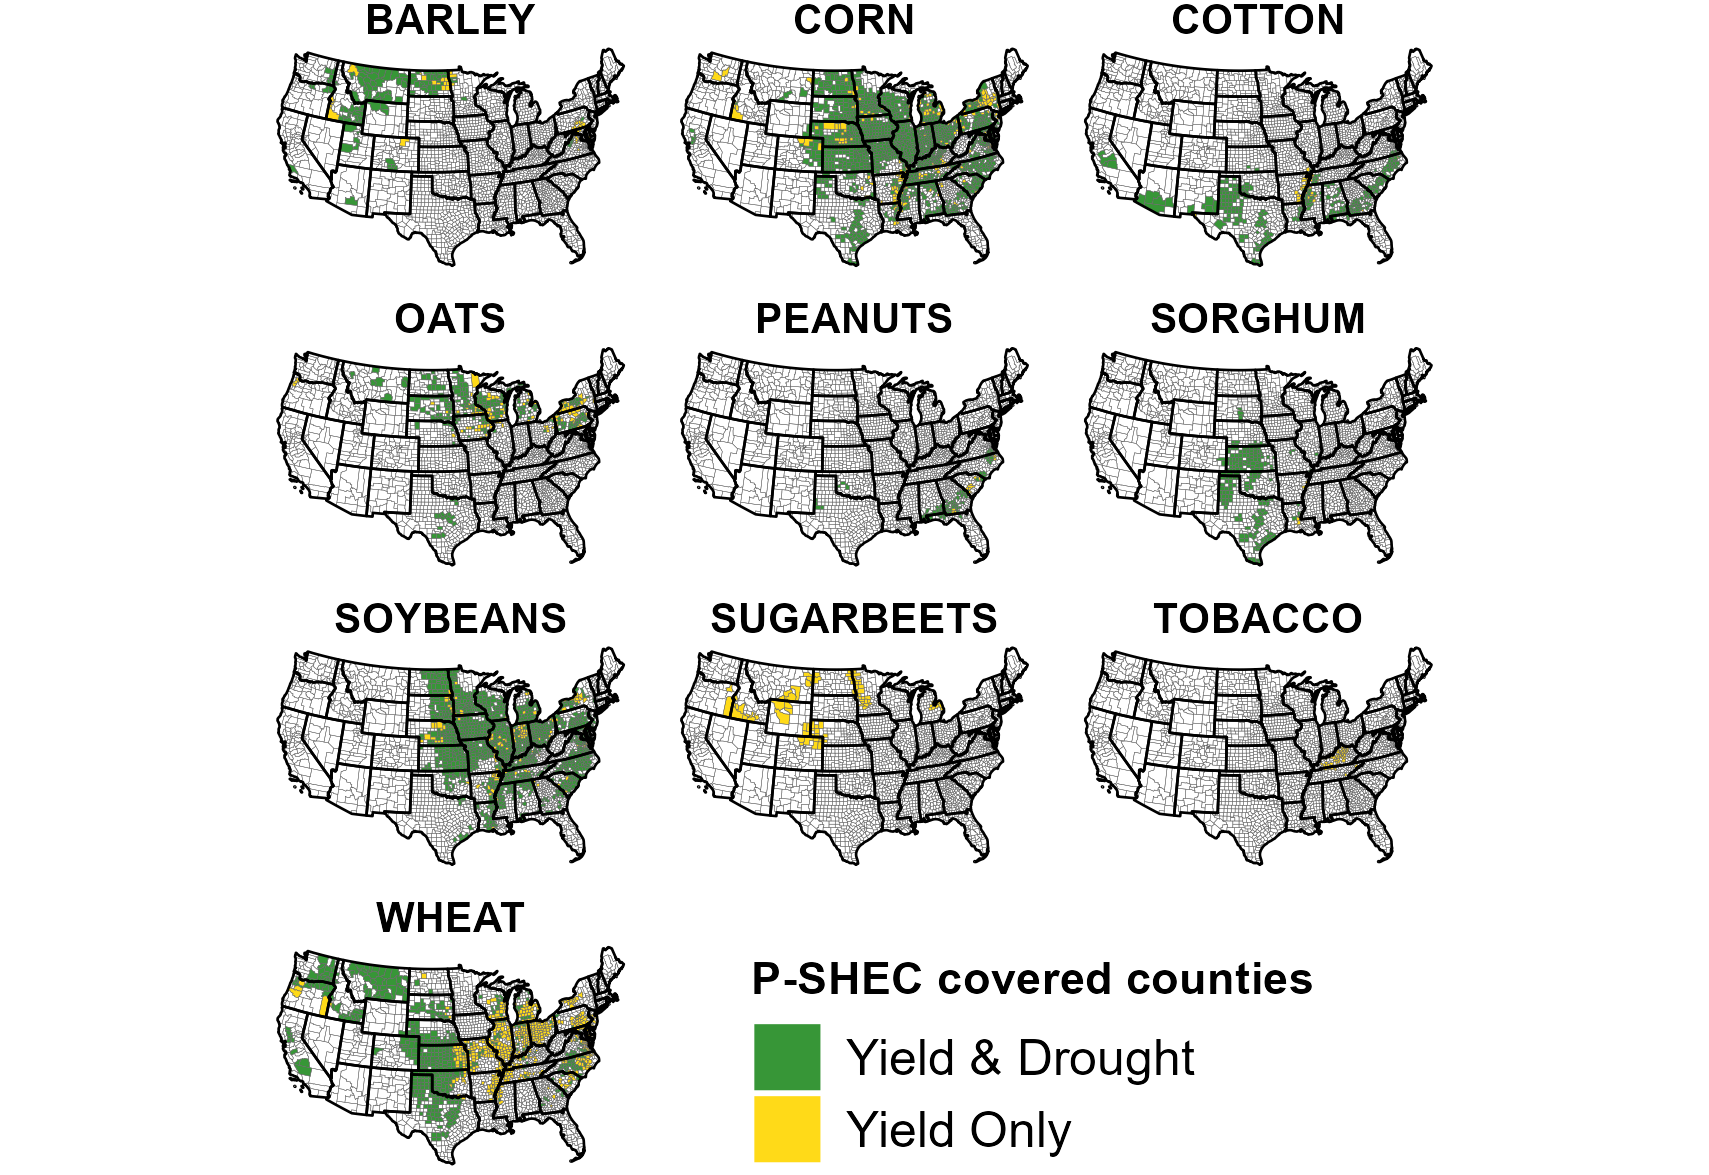 BARLEY
CORN
COTTON
OATS
PEANUTS
SORGHUM
SOYBEANS
SUGARBEETS
TOBACCO
WHEAT
P-SHEC covered counties
Yield & Drought
Yield Only